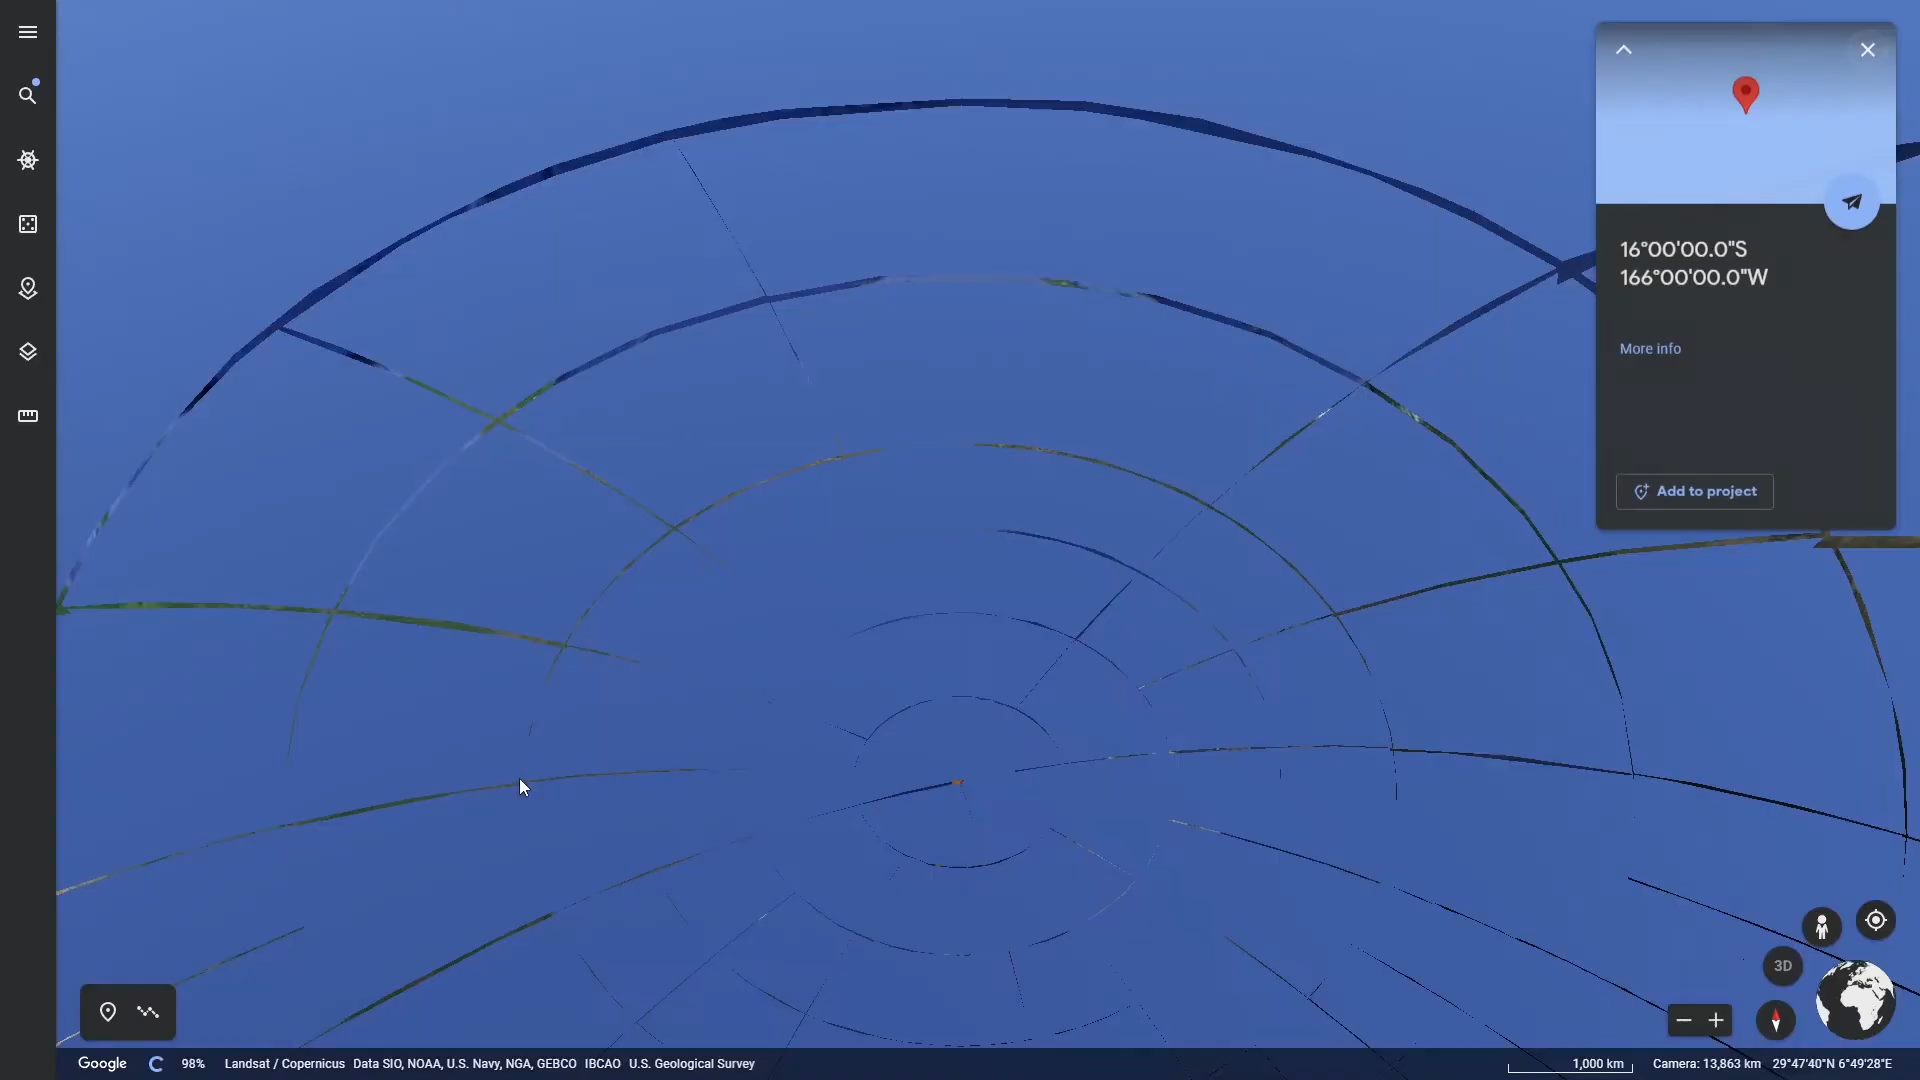 16°00'00.0"S
166°00'00.0"W
More info
Add to project
3D
Google 98% Landsat / Copernicus Data SIO, NOAA, U.S. Navy, NGA, GEBCO IBCAO U.S. Geological Survey 1,000 km Camera: 13,863 km 29°47'40"N 6°49'28"E